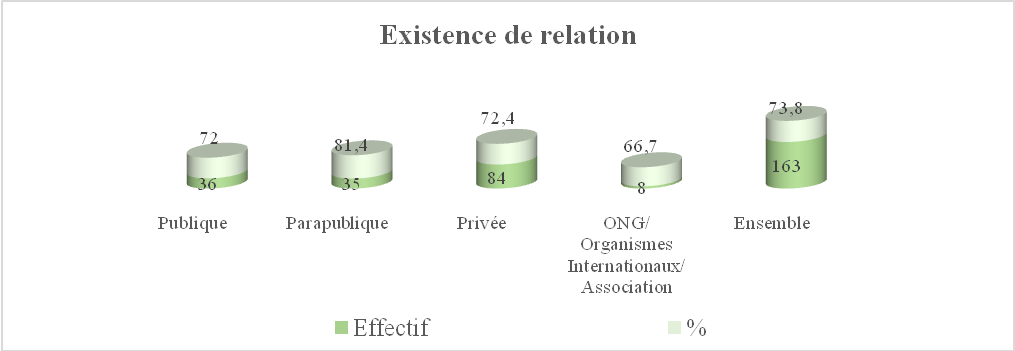 Existence de relation
72
81,4
72,4
66,7
73,8
36
35
84
8
163
Publique
Parapublique
Privée
ONG/
Organismes
Internationaux/
Association
Ensemble
Effectif
%